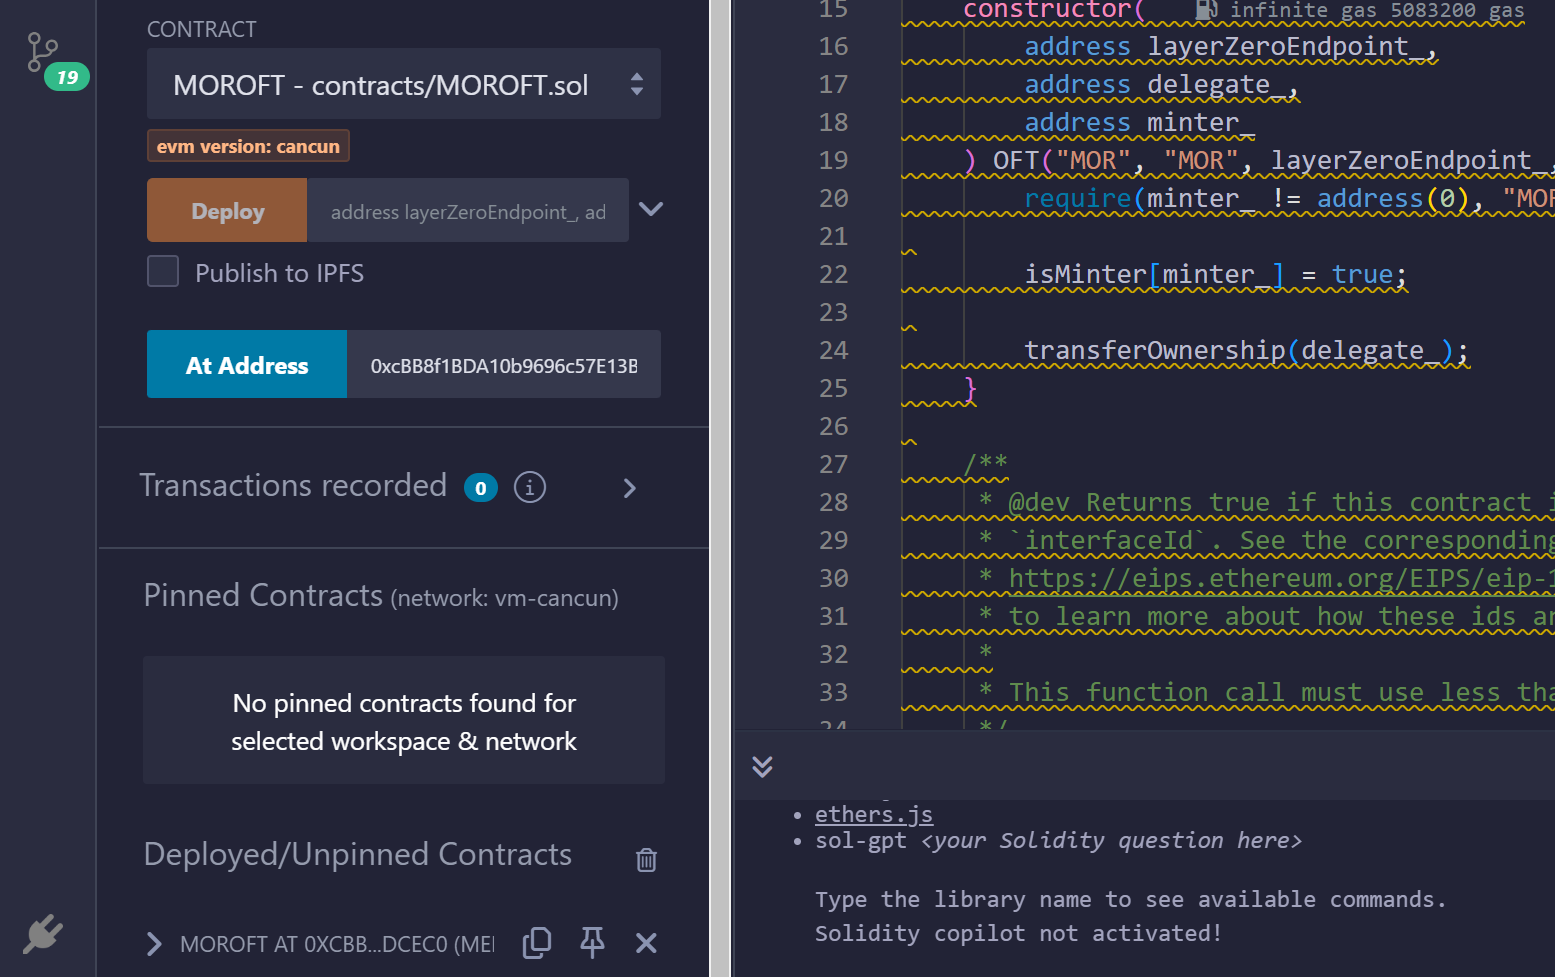 19
CONTRACT
MOROFT - contracts/MOROFT.sol
evm version: cancun
Deploy
address layerZeroEndpoint_, ad
Publish to IPFS
At Address
0xcBB8f1BDA10b9696c57E13B
Transactions recorded 0
Pinned Contracts (network: vm-cancun)
No pinned contracts found for
selected workspace & network
Deployed/Unpinned Contracts
MOROFT AT 0XCBB...DCEC0 (MEI
15 constructor( infinite gas 5083200 gas
16 address layerZeroEndpoint_,
17 address delegate_,
18 address minter_
19 ) OFT("MOR", "MOR", layerZeroEndpoint_,
20 require(minter_ != address(0), "MOR
21
22 isMinter[minter_] = true;
23
24 transferOwnership(delegate_);
25 }
26
27 /**
28 * @dev Returns true if this contract i
29 * `interfaceId`. See the corresponding
30 * https://eips.ethereum.org/EIPS/eip-1
31 * to learn more about how these ids ar
32 *
33 * This function call must use less tha
34 */
ethers.js
sol-gpt <your Solidity question here>
Type the library name to see available commands.
Solidity copilot not activated!